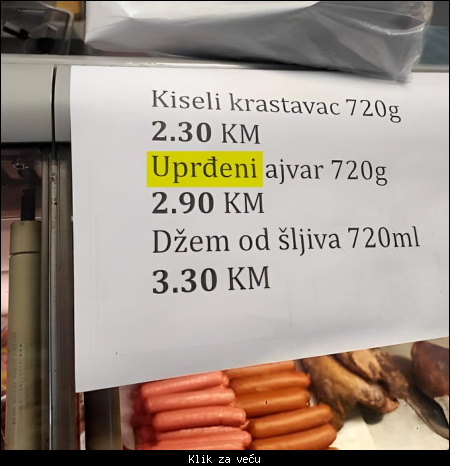 Kiseli krastavac 720g
2.30 KM
Uprđeni ajvar 720g
2.90 KM
Džem od šljiva 720ml
3.30 KM
Klik za veću